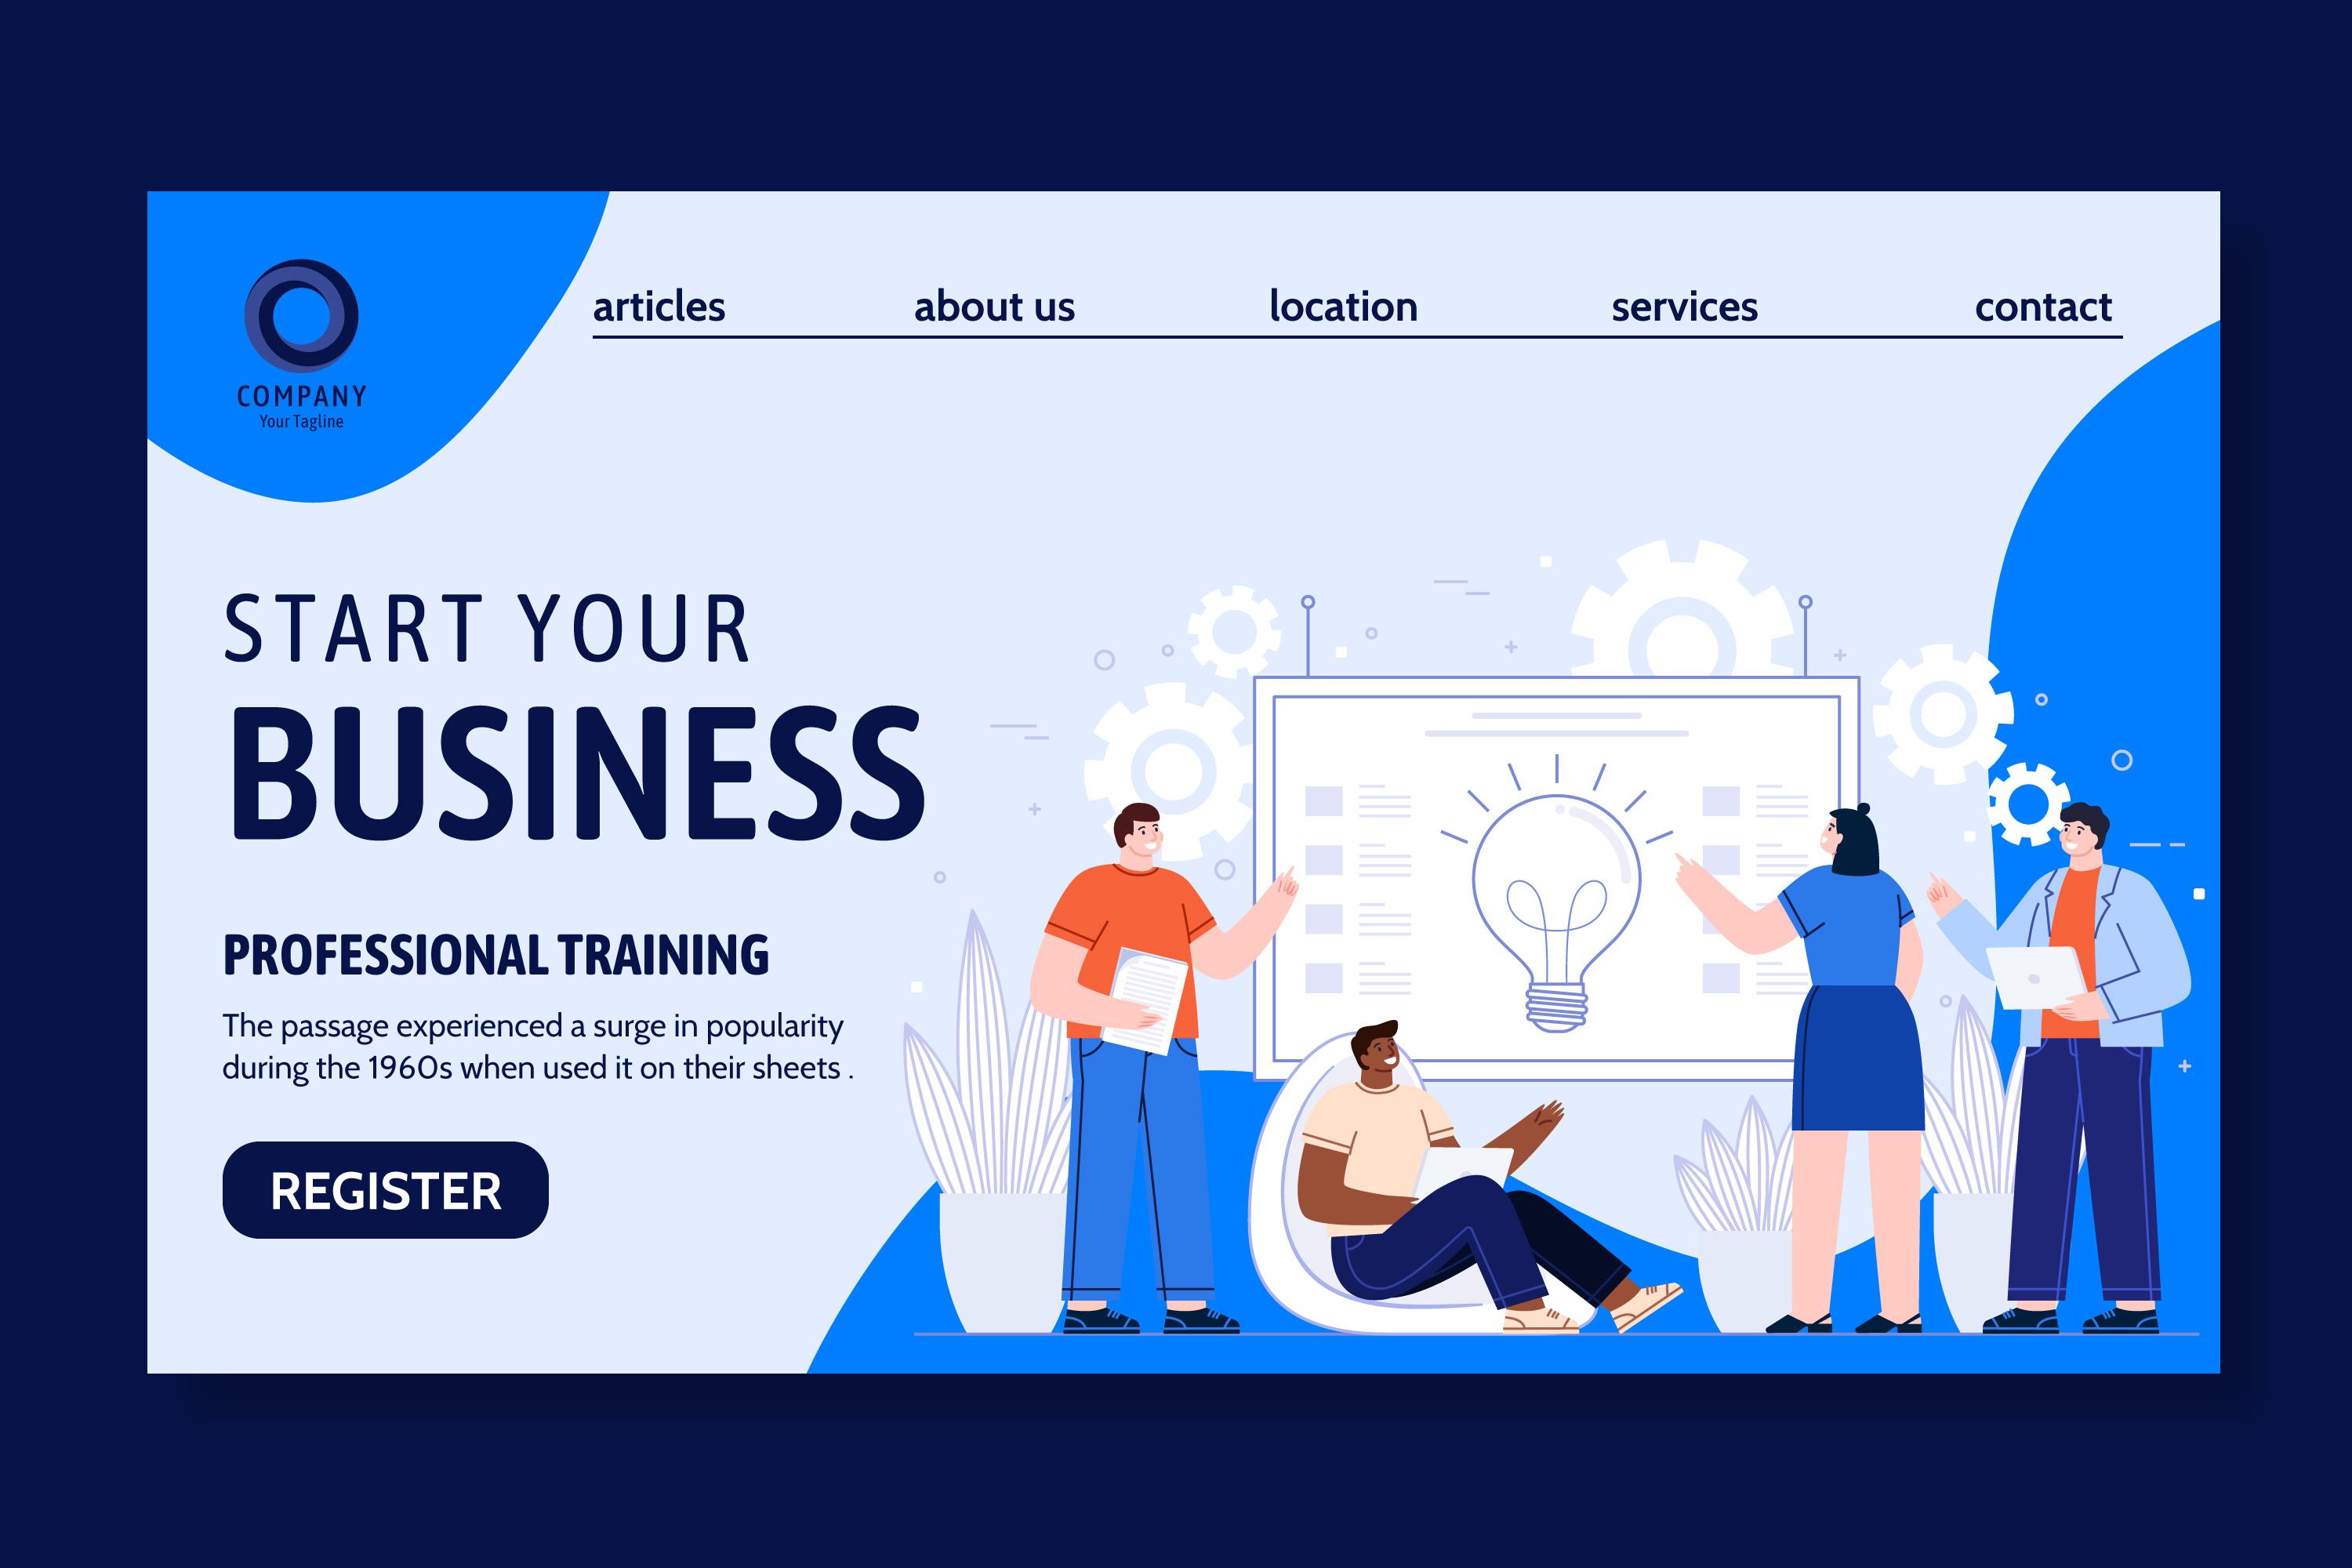 COMPANY
Your Tagline
articles about us location services contact
START YOUR
BUSINESS
PROFESSIONAL TRAINING
The passage experienced a surge in popularity
during the 1960s when used it on their sheets .
REGISTER